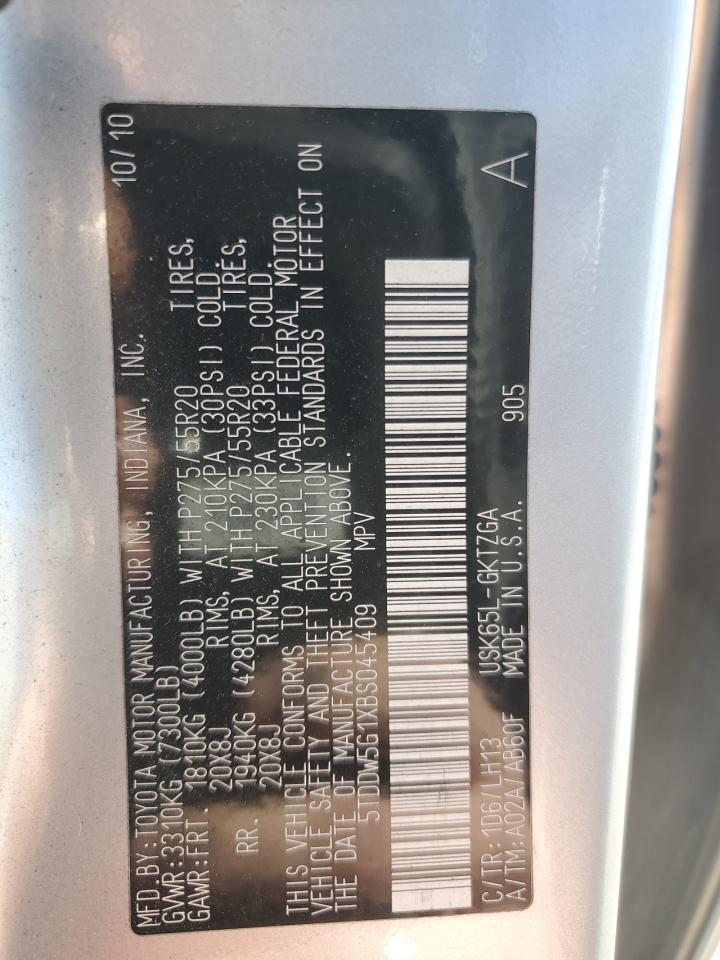 MFD.BY:TOYOTA MOTOR MANUFACTURING, INDIANA, INC. 10/10
GVWR:3310KG (7300LB)
GAWR:FRT. 1810KG (4000LB) WITH P275/55R20 TIRES,
20X8J RIMS, AT 210KPA (30PSI) COLD.
RR. 1940KG (4280LB) WITH P275/55R20 TIRES,
20X8J RIMS, AT 230KPA (33PSI) COLD.
THIS VEHICLE CONFORMS TO ALL APPLICABLE FEDERAL MOTOR
VEHICLE SAFETY AND THEFT PREVENTION STANDARDS IN EFFECT ON
THE DATE OF MANUFACTURE SHOWN ABOVE.
5TDDW5G1XBS045409 MPV
C/TR:1D6/LH13 USK65L-GKTZGA A
A/TM:A02A/AB60F MADE IN U.S.A. 905